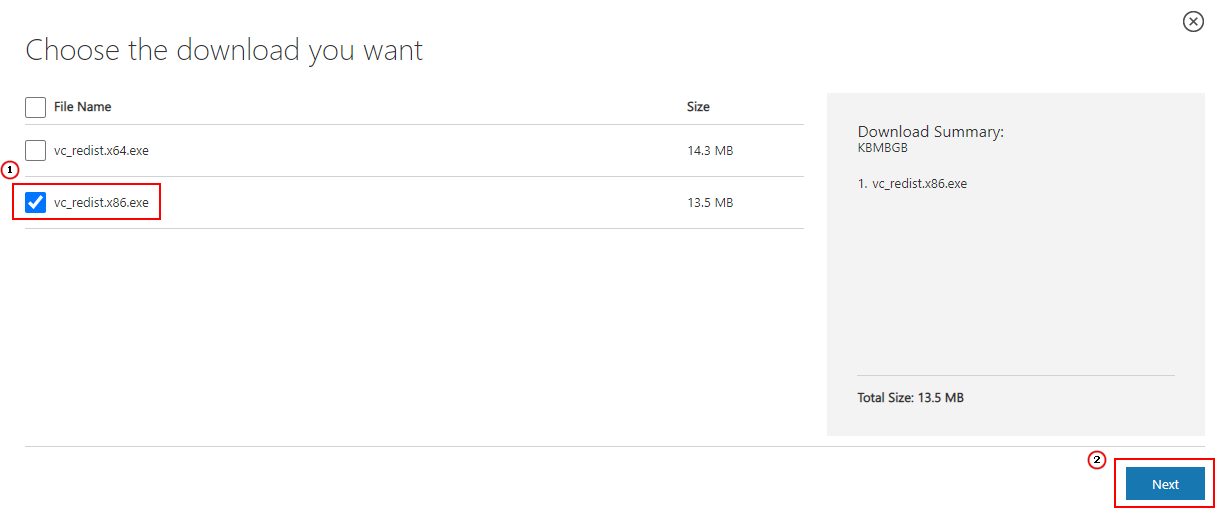 Choose the download you want
File Name Size
vc_redist.x64.exe 14.3 MB
1
vc_redist.x86.exe 13.5 MB
Download Summary:
KBMBGB
1. vc_redist.x86.exe
Total Size: 13.5 MB
2
Next